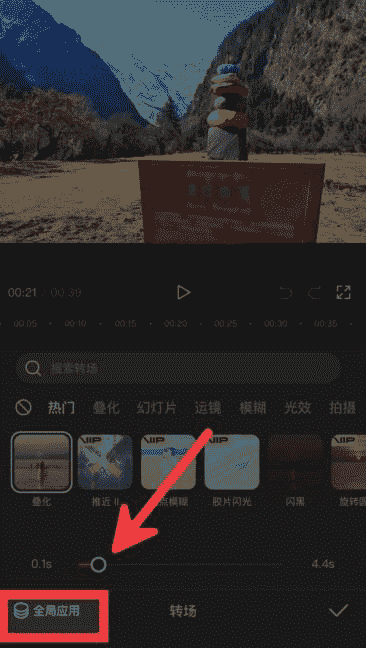 00:21 / 00:39
00:05 00:10 00:15 00:20 00:25 00:30 00:35
搜索转场
热门 叠化 幻灯片 运镜 模糊 光效 拍摄
VIP VIP VIP VIP
叠化 推近 II 点模糊 胶片闪光 闪黑 旋转圆
0.1s 4.4s
全局应用 转场